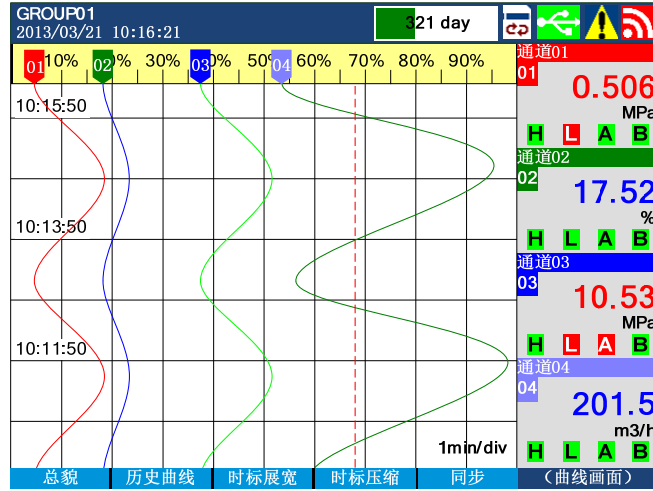 GROUP01
2013/03/21 10:16:21
321 day
01 10% 02 % 30% 03 0% 50% 04 60% 70% 80% 90%
10:15:50
10:13:50
10:11:50
1min/div
通道01
01
0.506
MPa
H L A B
通道02
02
17.52
%
H L A B
通道03
03
10.53
MPa
H L A B
通道04
04
201.5
m3/h
H L A B
总貌 历史曲线 时标展宽 时标压缩 同步 （曲线画面）